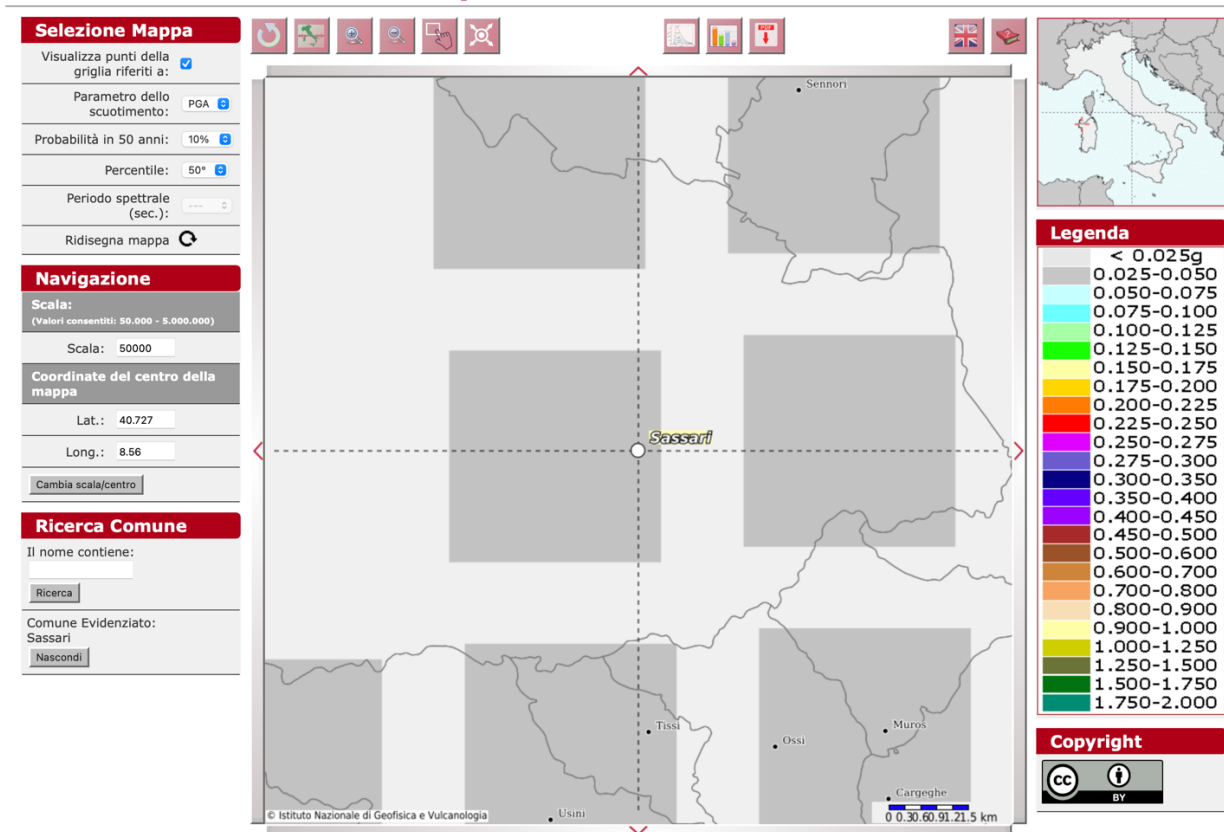 Selezione Mappa
Visualizza punti della
griglia riferiti a:
Parametro dello
scuotimento:
PGA
Probabilità in 50 anni:
10%
Percentile:
50°
Periodo spettrale
(sec.):
---
Ridisegna mappa
Navigazione
Scala:
(Valori consentiti: 50.000 - 5.000.000)
Scala:
50000
Coordinate del centro della
mappa
Lat.:
40.727
Long.:
8.56
Cambia scala/centro
Ricerca Comune
Il nome contiene:
Ricerca
Comune Evidenziato:
Sassari
Nascondi
PDF
Sennori
Sassari
Tissi
Ossi
Muros
Cargeghe
Usini
© Istituto Nazionale di Geofisica e Vulcanologia
0 0.30.60.91.21.5 km
Legenda
< 0.025g
0.025-0.050
0.050-0.075
0.075-0.100
0.100-0.125
0.125-0.150
0.150-0.175
0.175-0.200
0.200-0.225
0.225-0.250
0.250-0.275
0.275-0.300
0.300-0.350
0.350-0.400
0.400-0.450
0.450-0.500
0.500-0.600
0.600-0.700
0.700-0.800
0.800-0.900
0.900-1.000
1.000-1.250
1.250-1.500
1.500-1.750
1.750-2.000
Copyright
cc
BY